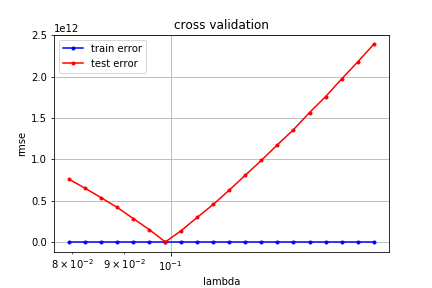 cross validation
1e12
train error
test error
2.5
2.0
1.5
1.0
0.5
0.0
rmse
8 × 10⁻² 9 × 10⁻² 10⁻¹
lambda